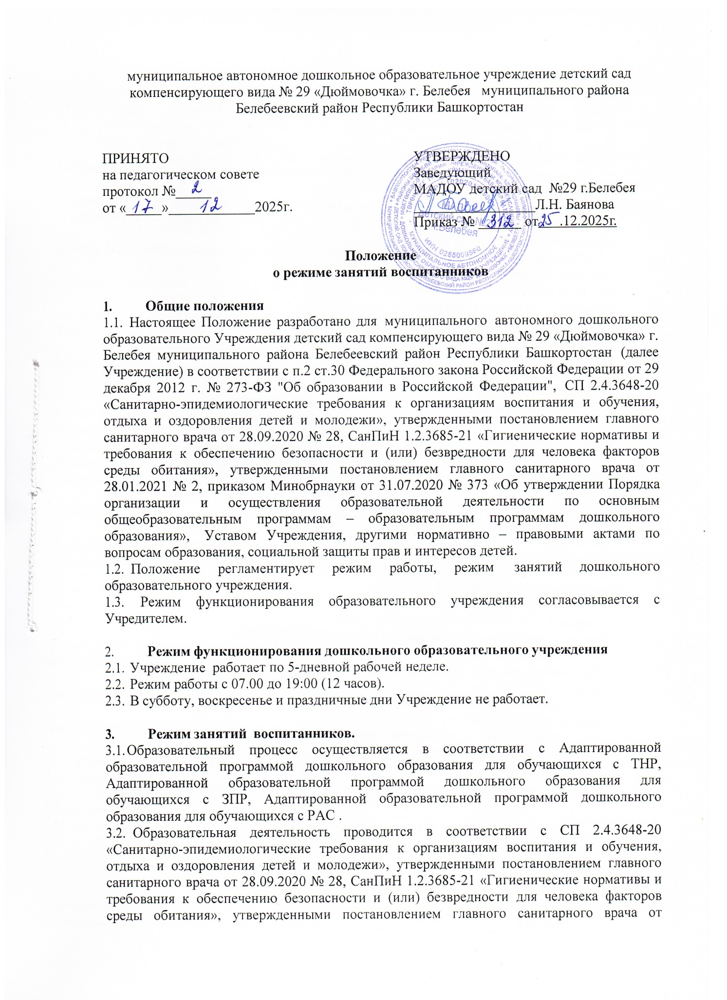 муниципальное автономное дошкольное образовательное учреждение детский сад
компенсирующего вида № 29 «Дюймовочка» г. Белебея муниципального района
Белебеевский район Республики Башкортостан
ПРИНЯТО
на педагогическом совете
протокол № 2
от « 17 » 12 2025г.
УТВЕРЖДЕНО
Заведующий
МАДОУ детский сад №29 г.Белебея
Л.Н. Баянова
Приказ № 312 от 25.12.2025г.
детский сад №29
г.Белебея
ИНН 0255009560
МУНИЦИПАЛЬНОЕ АВТОНОМНОЕ
Положение
о режиме занятий воспитанников
1. Общие положения
1.1. Настоящее Положение разработано для муниципального автономного дошкольного
образовательного Учреждения детский сад компенсирующего вида № 29 «Дюймовочка» г.
Белебея муниципального района Белебеевский район Республики Башкортостан (далее
Учреждение) в соответствии с п.2 ст.30 Федерального закона Российской Федерации от 29
декабря 2012 г. № 273-ФЗ "Об образовании в Российской Федерации", СП 2.4.3648-20
«Санитарно-эпидемиологические требования к организациям воспитания и обучения,
отдыха и оздоровления детей и молодежи», утвержденными постановлением главного
санитарного врача от 28.09.2020 № 28, СанПиН 1.2.3685-21 «Гигиенические нормативы и
требования к обеспечению безопасности и (или) безвредности для человека факторов
среды обитания», утвержденными постановлением главного санитарного врача от
28.01.2021 № 2, приказом Минобрнауки от 31.07.2020 № 373 «Об утверждении Порядка
организации и осуществления образовательной деятельности по основным
общеобразовательным программам – образовательным программам дошкольного
образования», Уставом Учреждения, другими нормативно – правовыми актами по
вопросам образования, социальной защиты прав и интересов детей.
1.2. Положение регламентирует режим работы, режим занятий дошкольного
образовательного учреждения.
1.3. Режим функционирования образовательного учреждения согласовывается с
Учредителем.
2. Режим функционирования дошкольного образовательного учреждения
2.1. Учреждение работает по 5-дневной рабочей неделе.
2.2. Режим работы с 07.00 до 19:00 (12 часов).
2.3. В субботу, воскресенье и праздничные дни Учреждение не работает.
3. Режим занятий воспитанников.
3.1. Образовательный процесс осуществляется в соответствии с Адаптированной
образовательной программой дошкольного образования для обучающихся с ТНР,
Адаптированной образовательной программой дошкольного образования для
обучающихся с ЗПР, Адаптированной образовательной программой дошкольного
образования для обучающихся с РАС .
3.2. Образовательная деятельность проводится в соответствии с СП 2.4.3648-20
«Санитарно-эпидемиологические требования к организациям воспитания и обучения,
отдыха и оздоровления детей и молодежи», утвержденными постановлением главного
санитарного врача от 28.09.2020 № 28, СанПиН 1.2.3685-21 «Гигиенические нормативы и
требования к обеспечению безопасности и (или) безвредности для человека факторов
среды обитания», утвержденными постановлением главного санитарного врача от